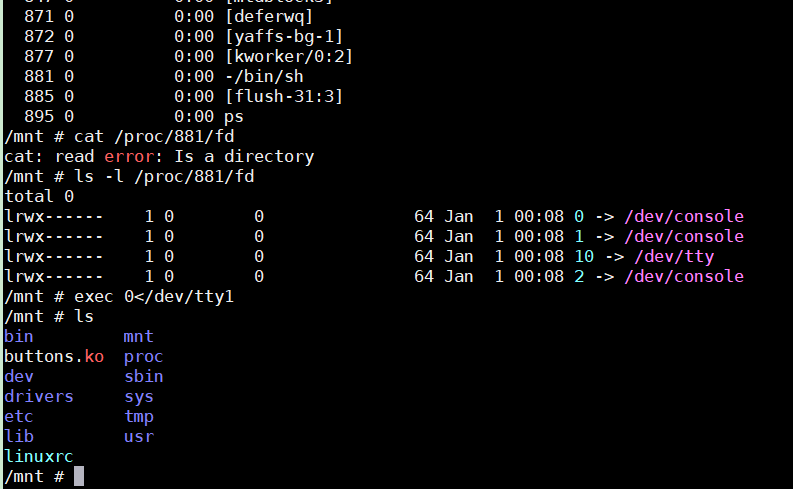 871 0          0:00 [deferwq]
872 0          0:00 [yaffs-bg-1]
877 0          0:00 [kworker/0:2]
881 0          0:00 -/bin/sh
885 0          0:00 [flush-31:3]
895 0          0:00 ps
/mnt # cat /proc/881/fd
cat: read error: Is a directory
/mnt # ls -l /proc/881/fd
total 0
lrwx------    1 0        0               64 Jan  1 00:08 0 -> /dev/console
lrwx------    1 0        0               64 Jan  1 00:08 1 -> /dev/console
lrwx------    1 0        0               64 Jan  1 00:08 10 -> /dev/tty
lrwx------    1 0        0               64 Jan  1 00:08 2 -> /dev/console
/mnt # exec 0</dev/tty1
/mnt # ls
bin         mnt
buttons.ko  proc
dev         sbin
drivers     sys
etc         tmp
lib         usr
linuxrc
/mnt #